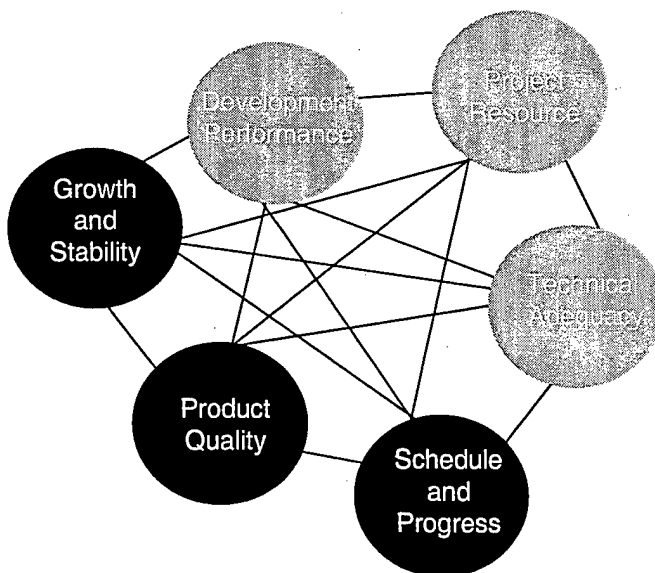 Development
Performance
Project
Resource
Growth
and
Stability
Technical
Adequacy
Product
Quality
Schedule
and
Progress